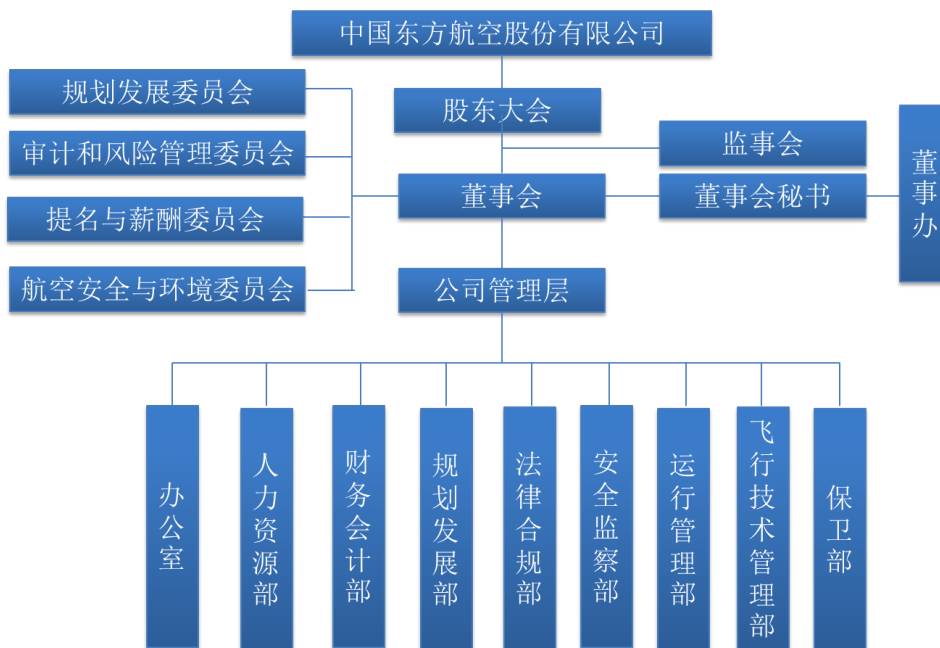 中国东方航空股份有限公司
股东大会
规划发展委员会
审计和风险管理委员会
提名与薪酬委员会
航空安全与环境委员会
监事会
董事会
董事会秘书
董事办
公司管理层
办公室
人力资源部
财务会计部
规划发展部
法律合规部
安全监察部
运行管理部
飞行技术管理部
保卫部